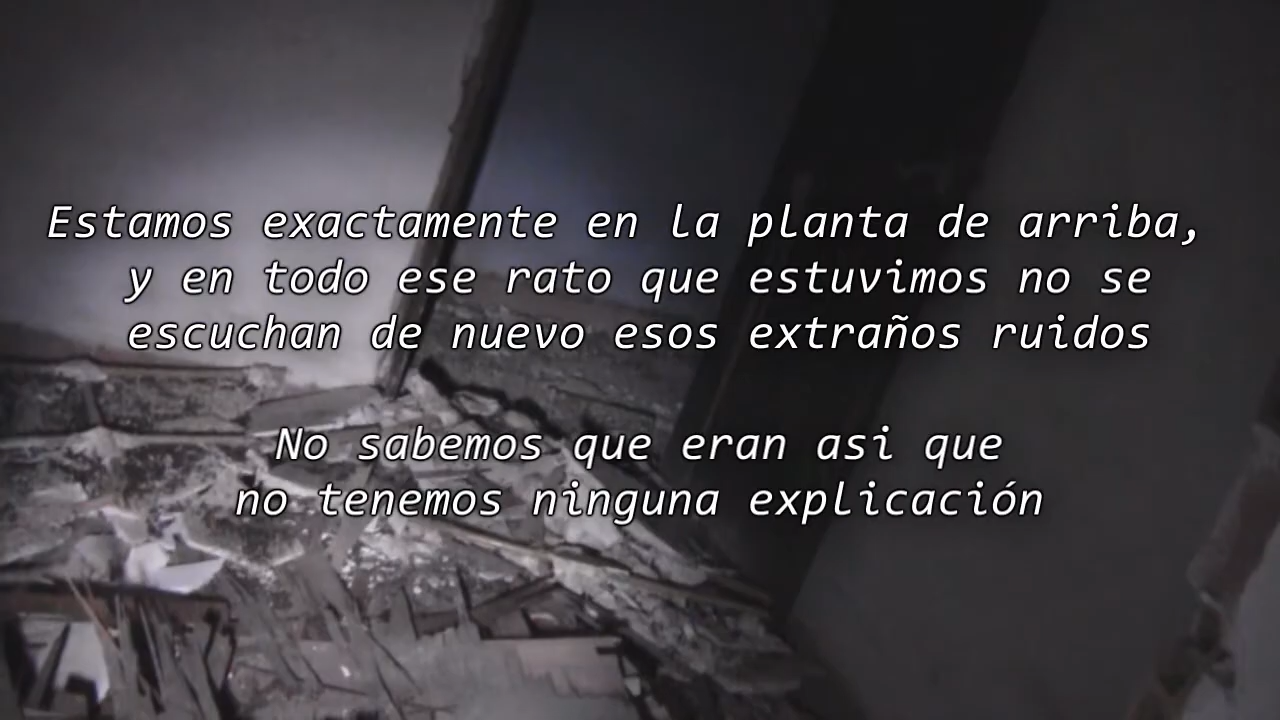 Estamos exactamente en la planta de arriba,
y en todo ese rato que estuvimos no se
escuchan de nuevo esos extraños ruidos
No sabemos que eran asi que
no tenemos ninguna explicación